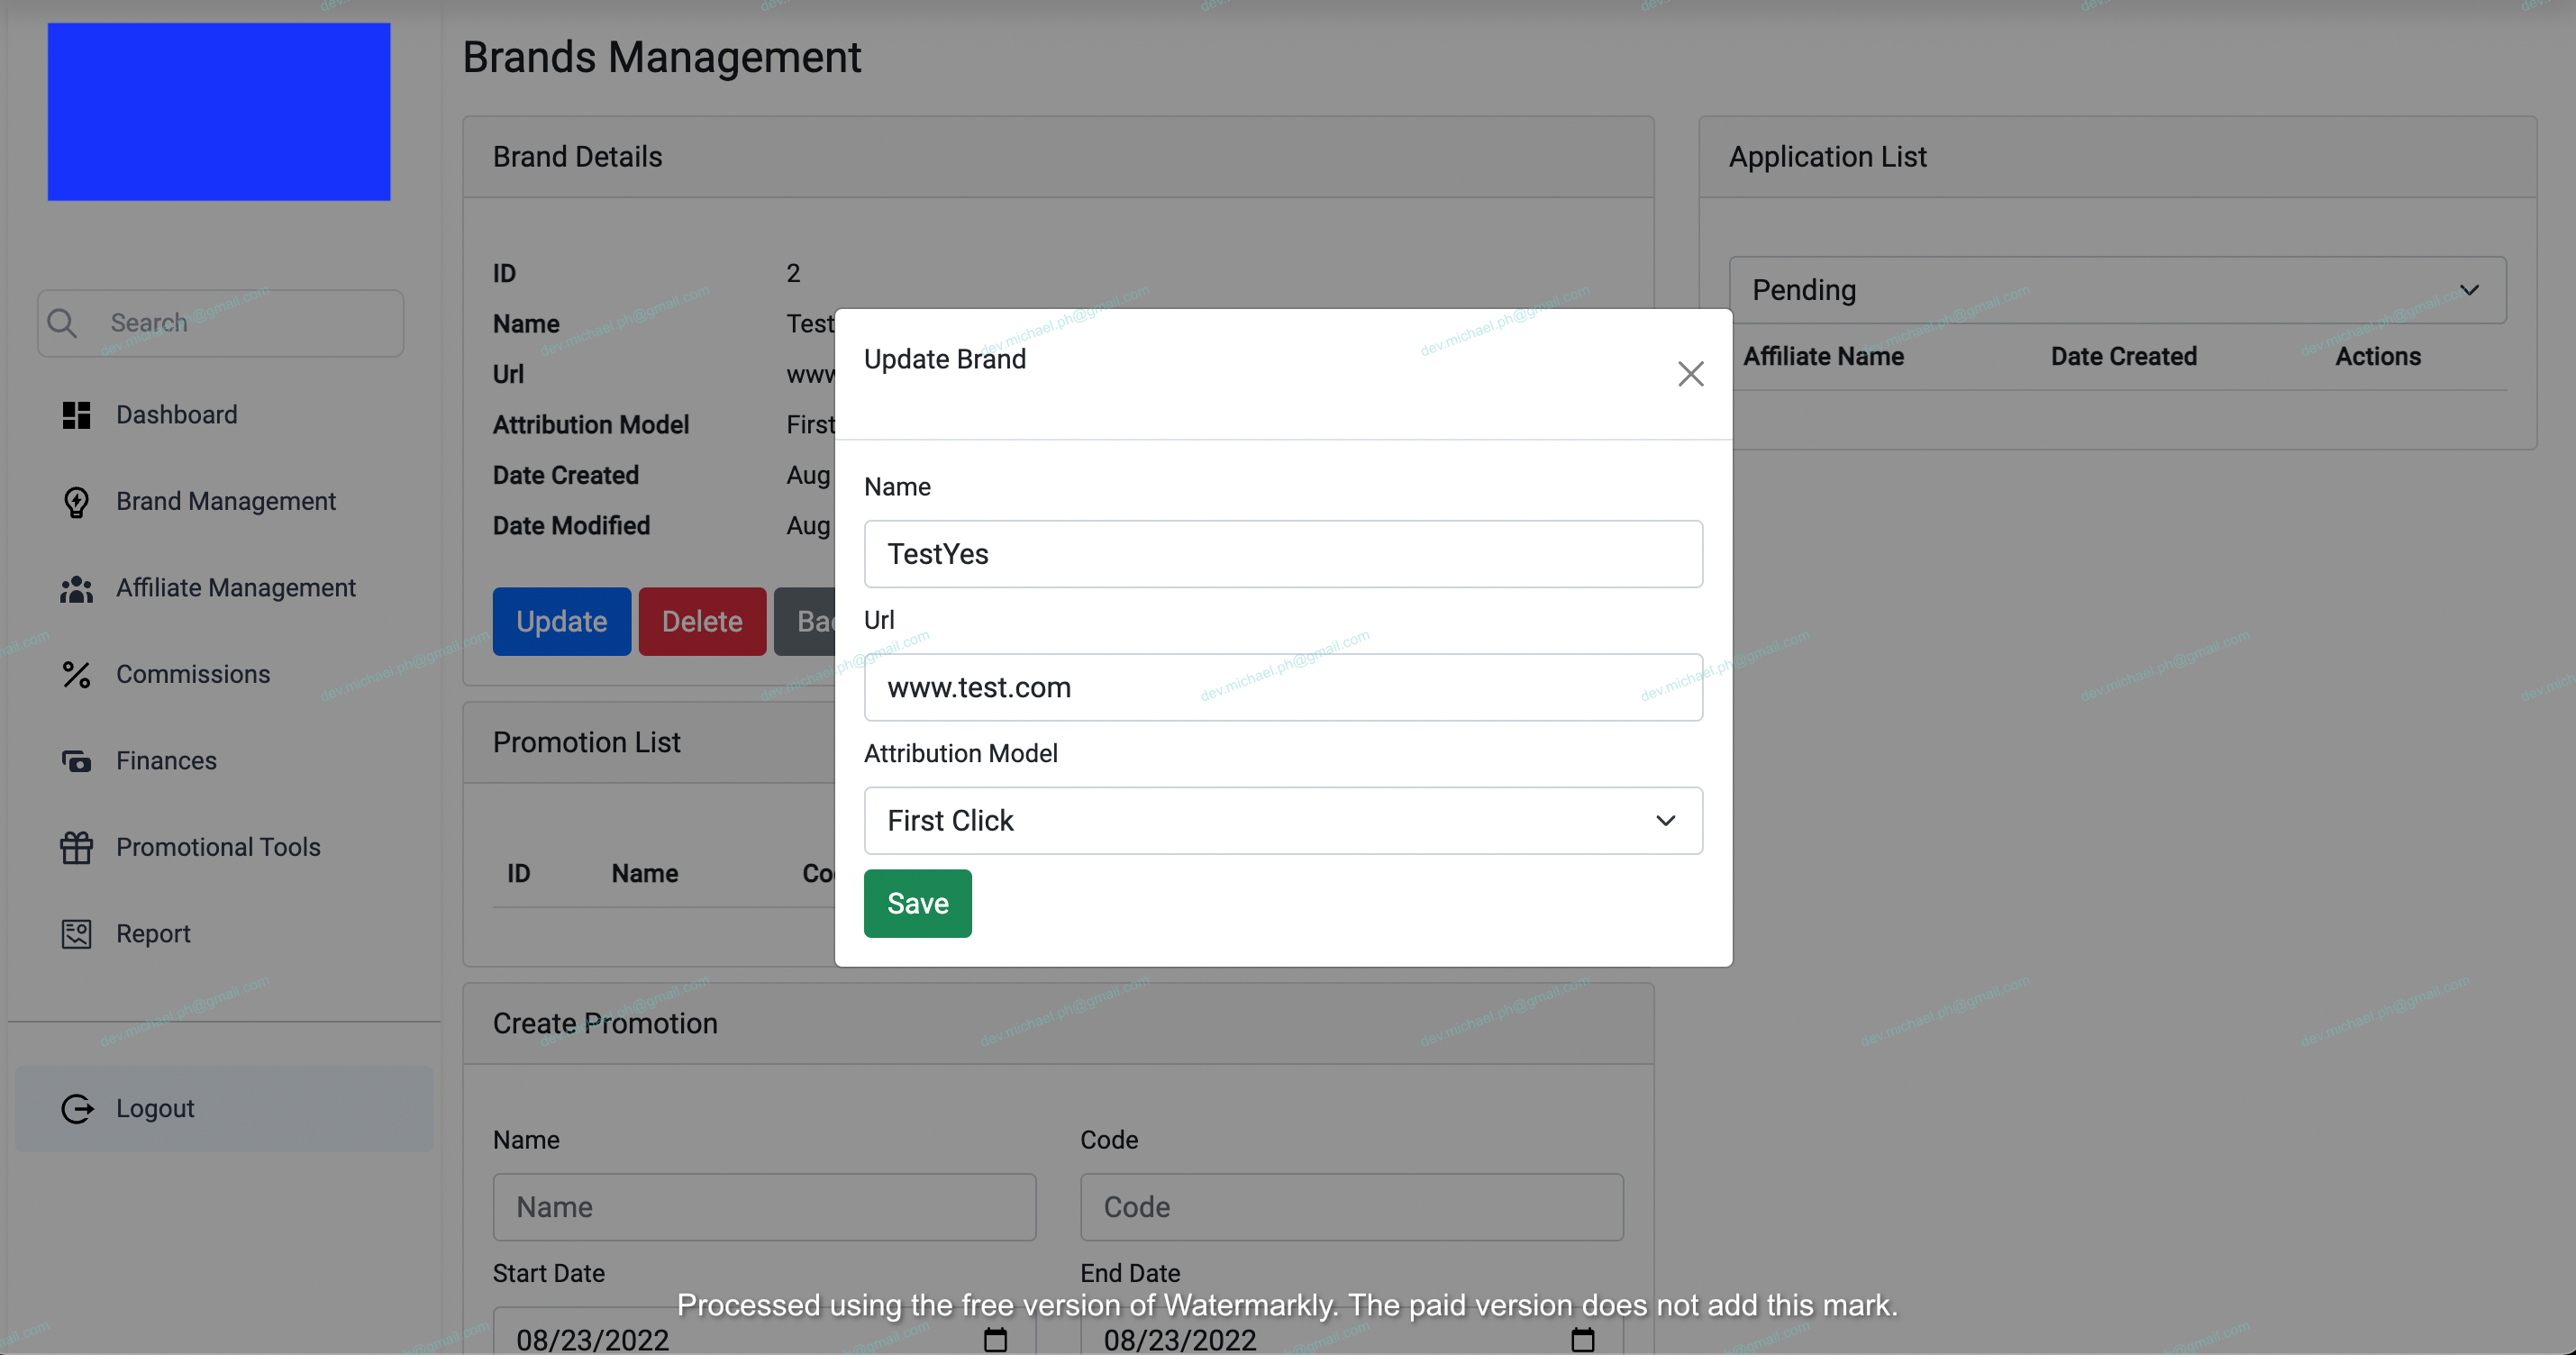 Brands Management
Search
Dashboard
Brand Management
Affiliate Management
Commissions
Finances
Promotional Tools
Report
Logout
Brand Details
ID 2
Name Test
Url www
Attribution Model First
Date Created Aug
Date Modified Aug
Update Delete
Promotion List
ID Name
Create Promotion
Name Code
Name Code
Start Date End Date
08/23/2022 08/23/2022
Application List
Pending
Affiliate Name Date Created Actions
Update Brand
Name
TestYes
Url
www.test.com
Attribution Model
First Click
Save
dev.michael.ph@gmail.com
Processed using the free version of Watermarkly. The paid version does not add this mark.